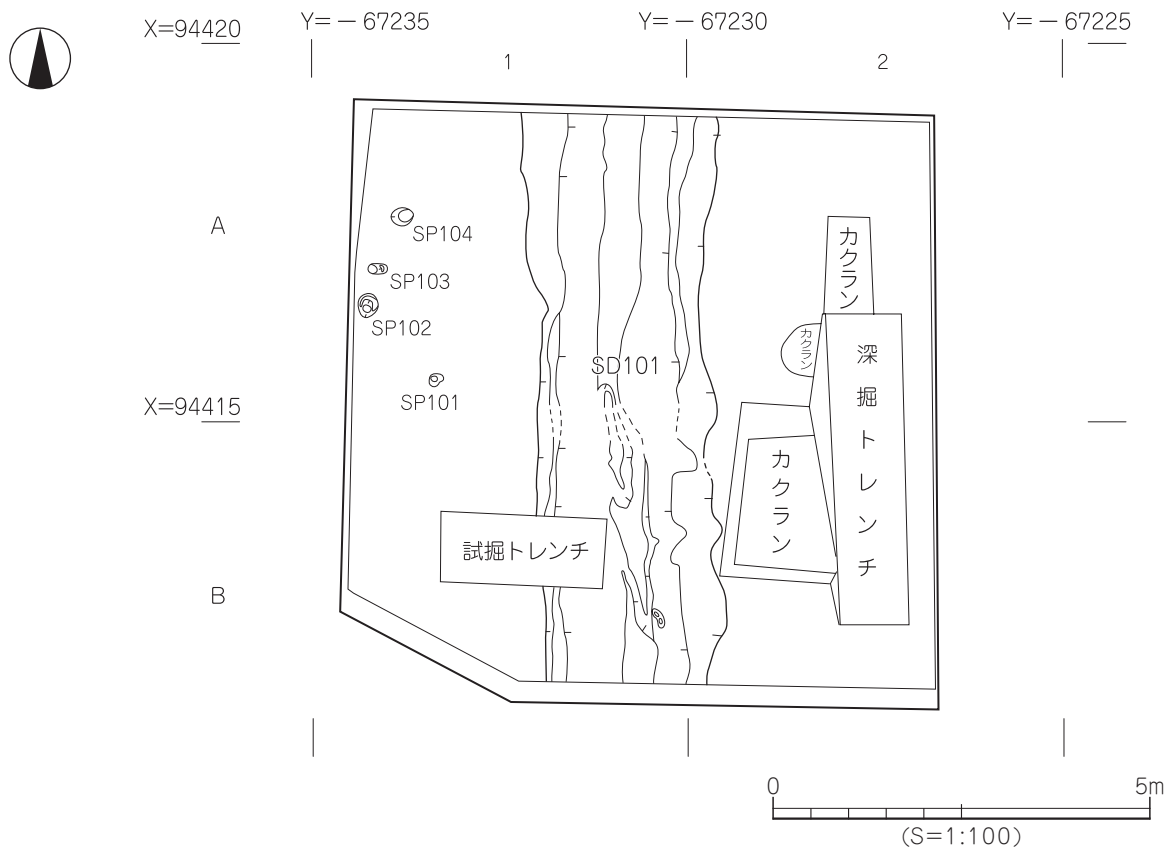 X=94420
Y=－67235
Y=－67230
Y=－67225
1
2
A
SP104
SP103
SP102
SP101
SD101
カクラン
カクラン
深掘トレンチ
X=94415
カクラン
試掘トレンチ
B
0
5m
(S=1:100)